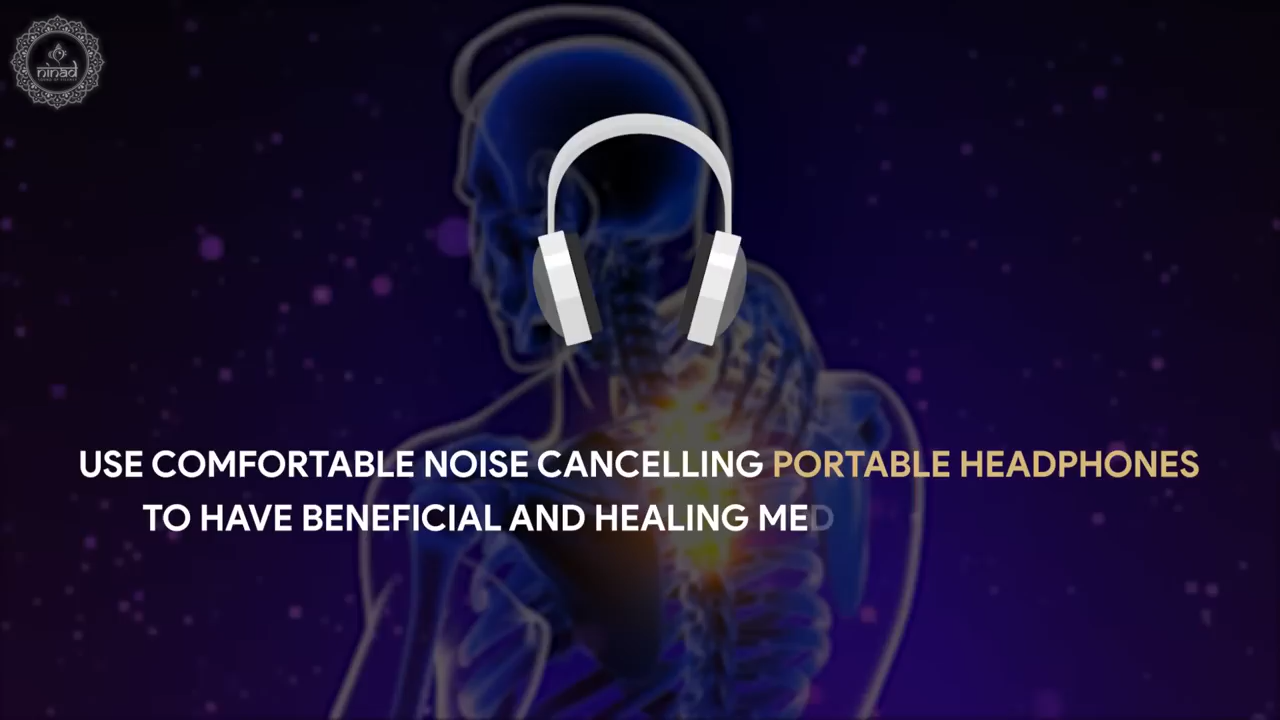 ninad
USE COMFORTABLE NOISE CANCELLING PORTABLE HEADPHONES
TO HAVE BENEFICIAL AND HEALING MED